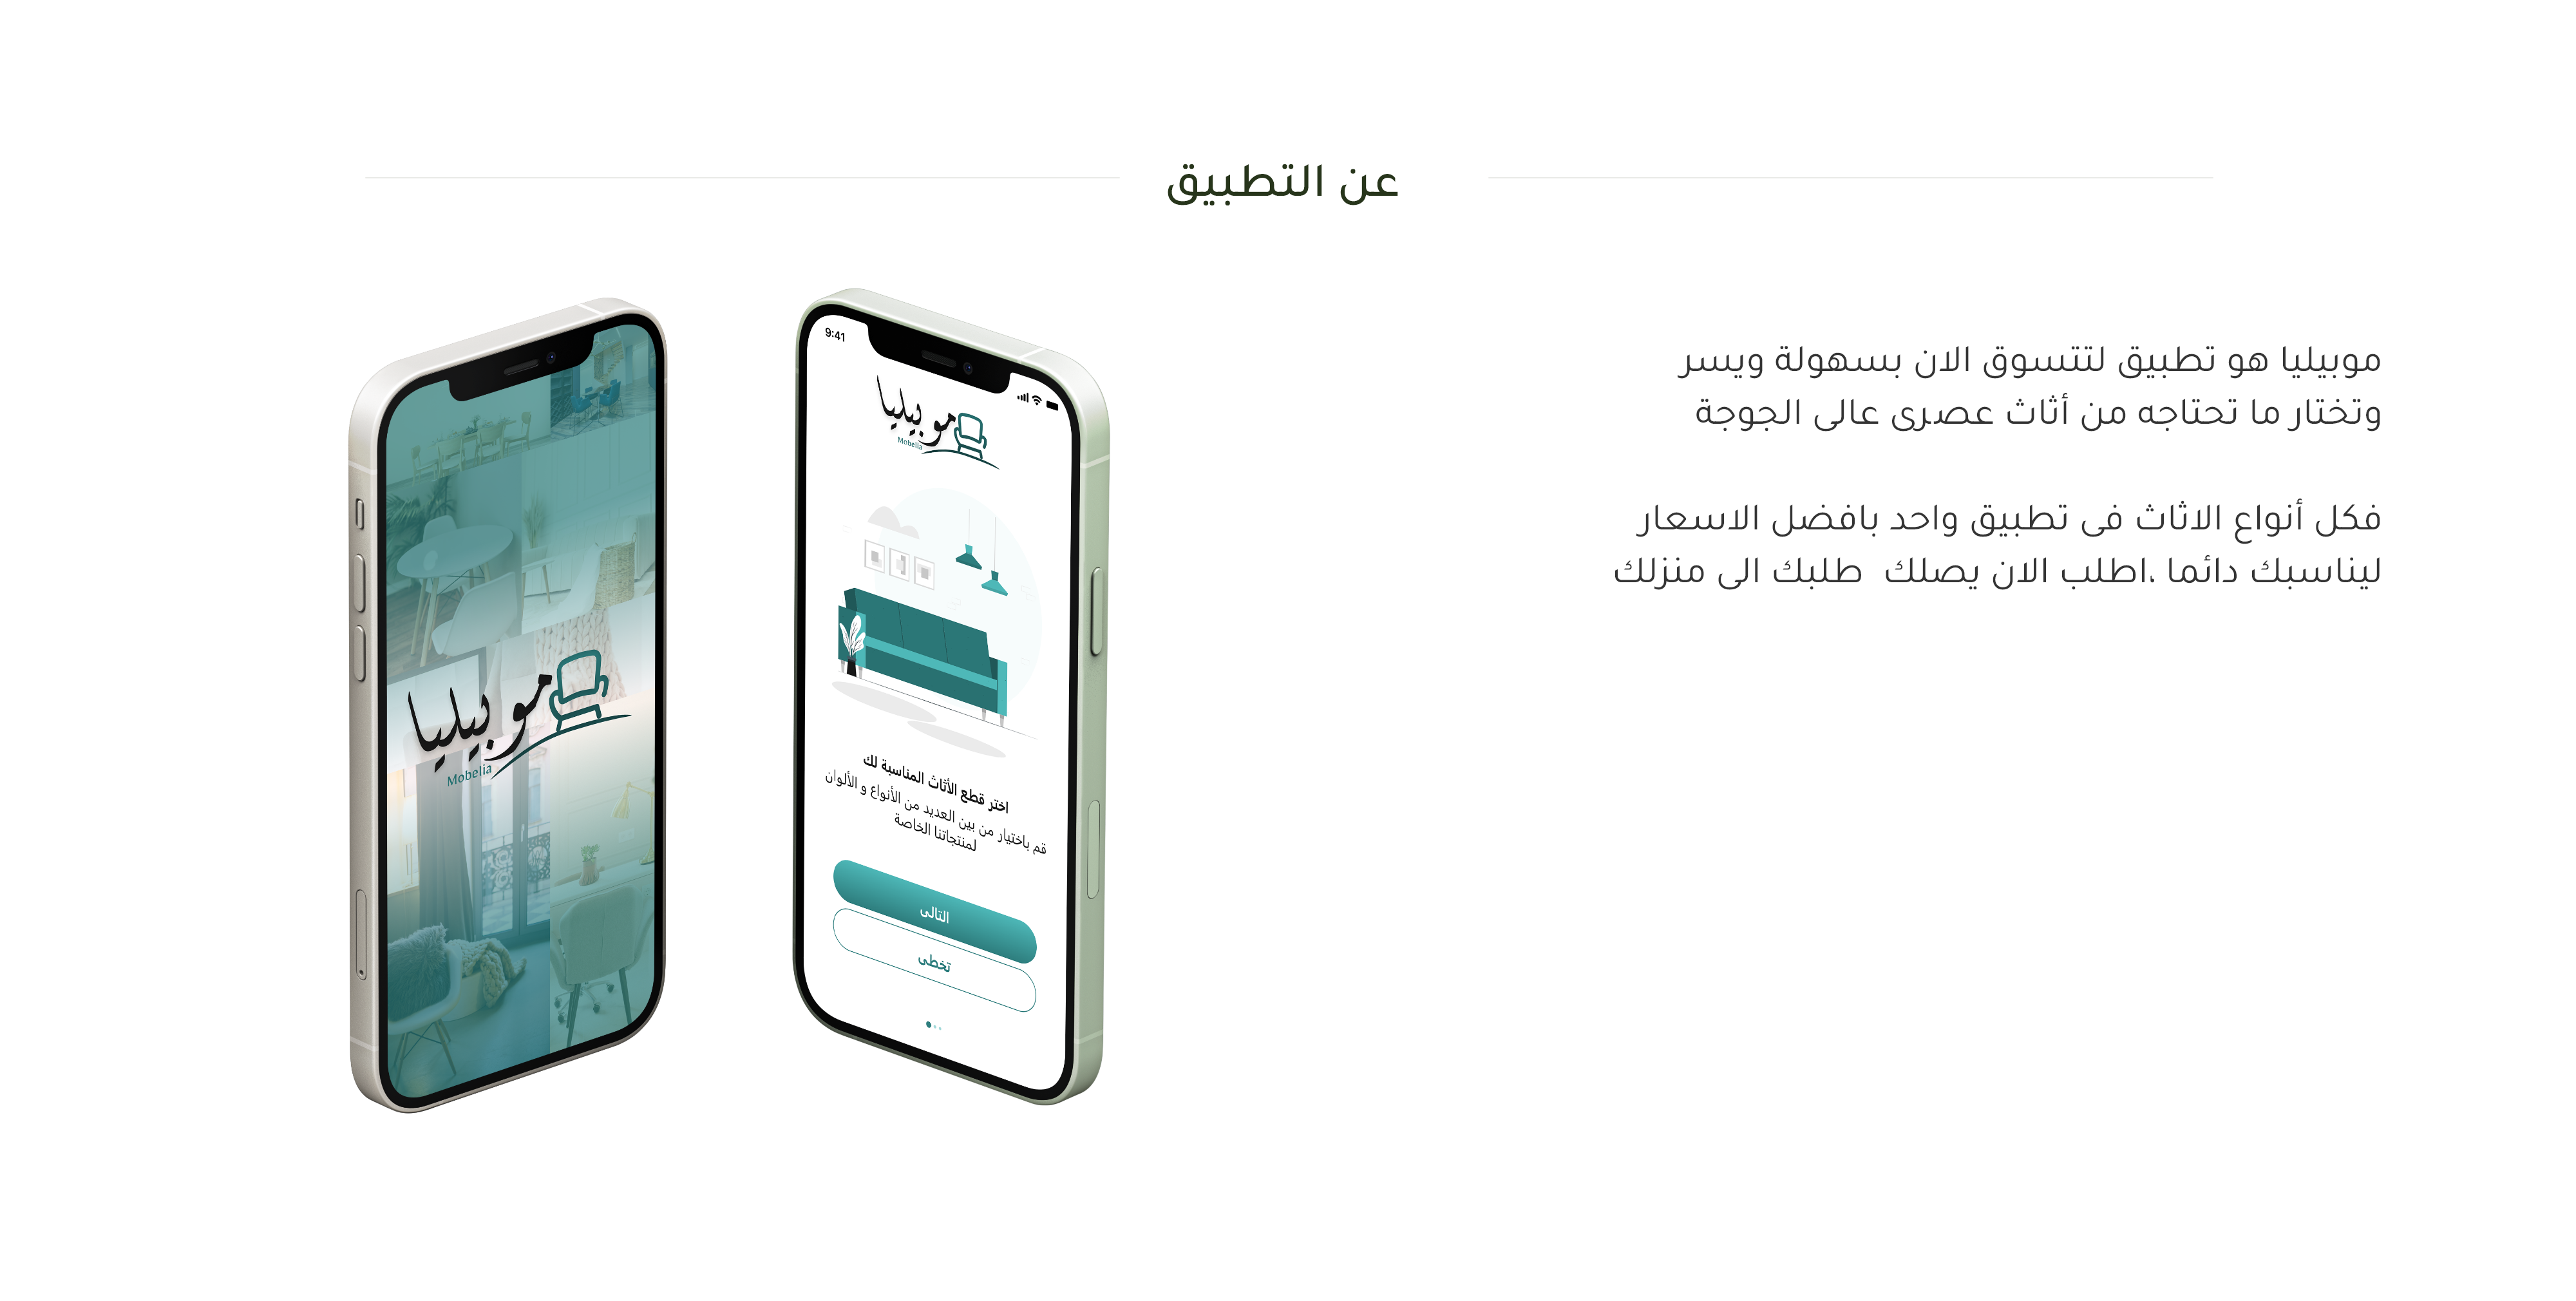 عن التطبيق
موبيليا هو تطبيق لتتسوق الان بسهولة ويسر
وتختار ما تحتاجه من أثاث عصرى عالى الجوجة
فكل أنواع الاثاث فى تطبيق واحد بافضل الاسعار
ليناسبك دائما ،اطلب الان يصلك طلبك الى منزلك
9:41
موبيليا
Mobelia
اختر قطع الأثاث المناسبة لك
قم باختيار من بين العديد من الأنواع و الألوان
لمنتجاتنا الخاصة
التالى
تخطى
موبيليا
Mobelia